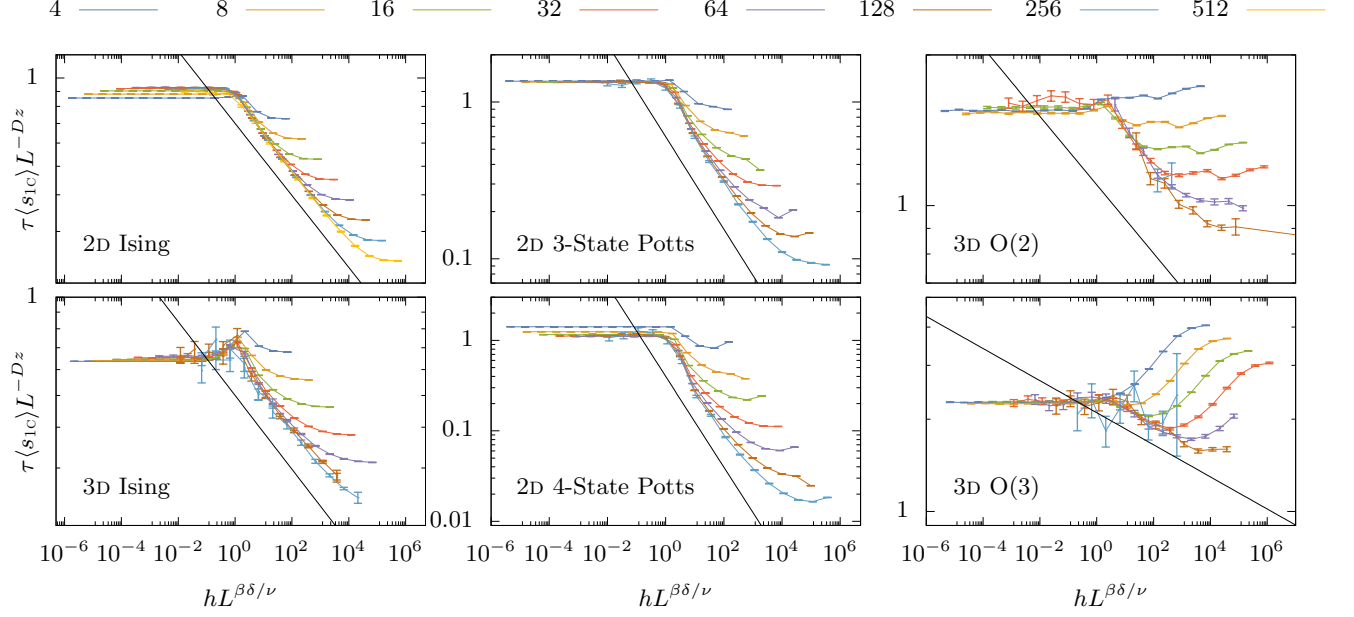 4 8 16 32 64 128 256 512
τ⟨s₁c⟩L^{−Dz}
1
2D Ising
1
0.1
2D 3-State Potts
1
3D O(2)
τ⟨s₁c⟩L^{−Dz}
1
3D Ising
10^{−6} 10^{−4} 10^{−2} 10^{0} 10^{2} 10^{4} 10^{6}
hL^{βδ/ν}
1
0.1
0.01
2D 4-State Potts
10^{−6} 10^{−4} 10^{−2} 10^{0} 10^{2} 10^{4} 10^{6}
hL^{βδ/ν}
1
3D O(3)
10^{−6} 10^{−4} 10^{−2} 10^{0} 10^{2} 10^{4} 10^{6}
hL^{βδ/ν}